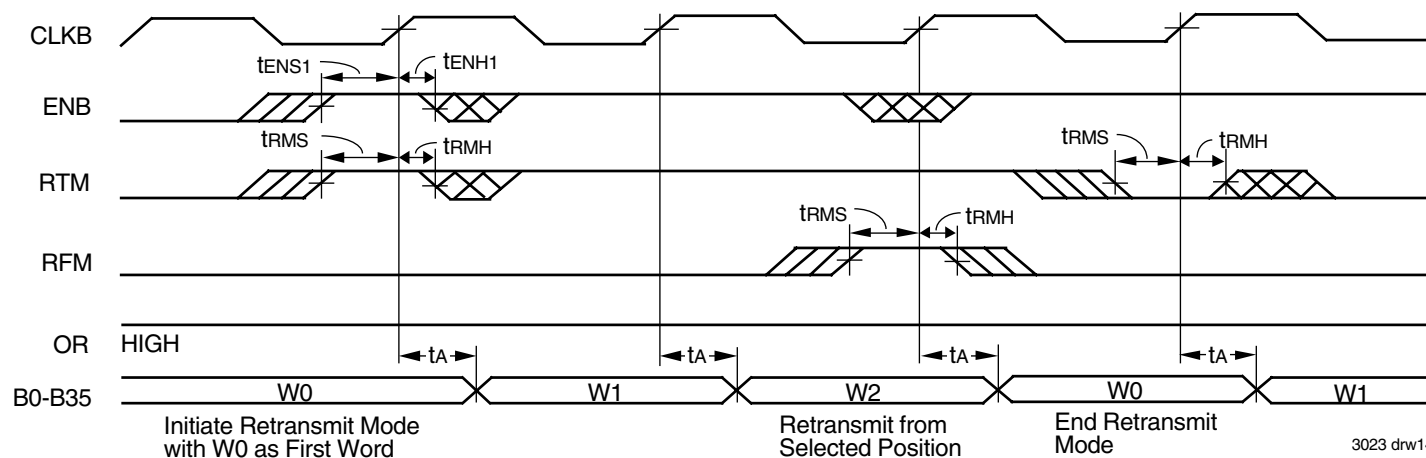 CLKB
tENS1 tENH1
ENB
tRMS tRMH tRMS tRMH
RTM
tRMS tRMH
RFM
OR HIGH
tA tA tA tA
B0-B35 W0 W1 W2 W0 W1
Initiate Retransmit Mode
with W0 as First Word
Retransmit from
Selected Position
End Retransmit
Mode
3023 drw14